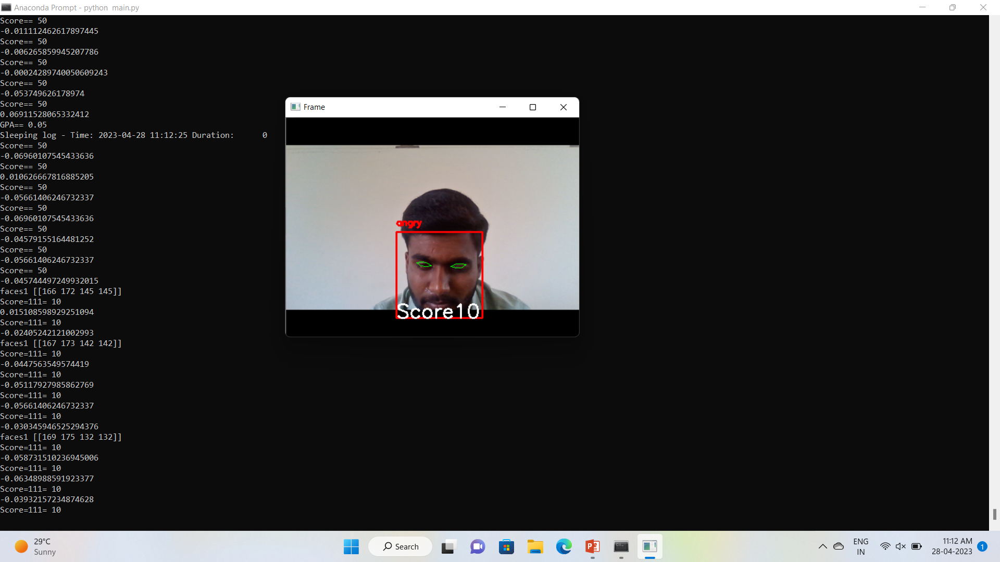 Anaconda Prompt - python  main.py
Score== 50
-0.011112462617897445
Score== 50
-0.006265859945207786
Score== 50
-0.00024289740050609243
Score== 50
-0.053749626178974
Score== 50
0.06911528065332412
GPA== 0.05
Sleeping log - Time: 2023-04-28 11:12:25 Duration:      0
Score== 50
-0.06960107545433636
Score== 50
0.010626667816885205
Score== 50
-0.05661406246732337
Score== 50
-0.06960107545433636
Score== 50
-0.04579155164481252
Score== 50
-0.05661406246732337
Score== 50
-0.045744497249932015
faces1 [[166 172 145 145]]
Score=111= 10
0.015108598929251094
Score=111= 10
-0.02405242121002993
faces1 [[167 173 142 142]]
Score=111= 10
-0.0447563549574419
Score=111= 10
-0.05117927985862769
Score=111= 10
-0.05661406246732337
Score=111= 10
-0.030345946525294376
faces1 [[169 175 132 132]]
Score=111= 10
-0.058731510236945006
Score=111= 10
-0.06348988591923377
Score=111= 10
-0.03932157234874628
Score=111= 10
Frame
angry
Score10
29°C
Sunny
Search
ENG
IN
11:12 AM
28-04-2023
1